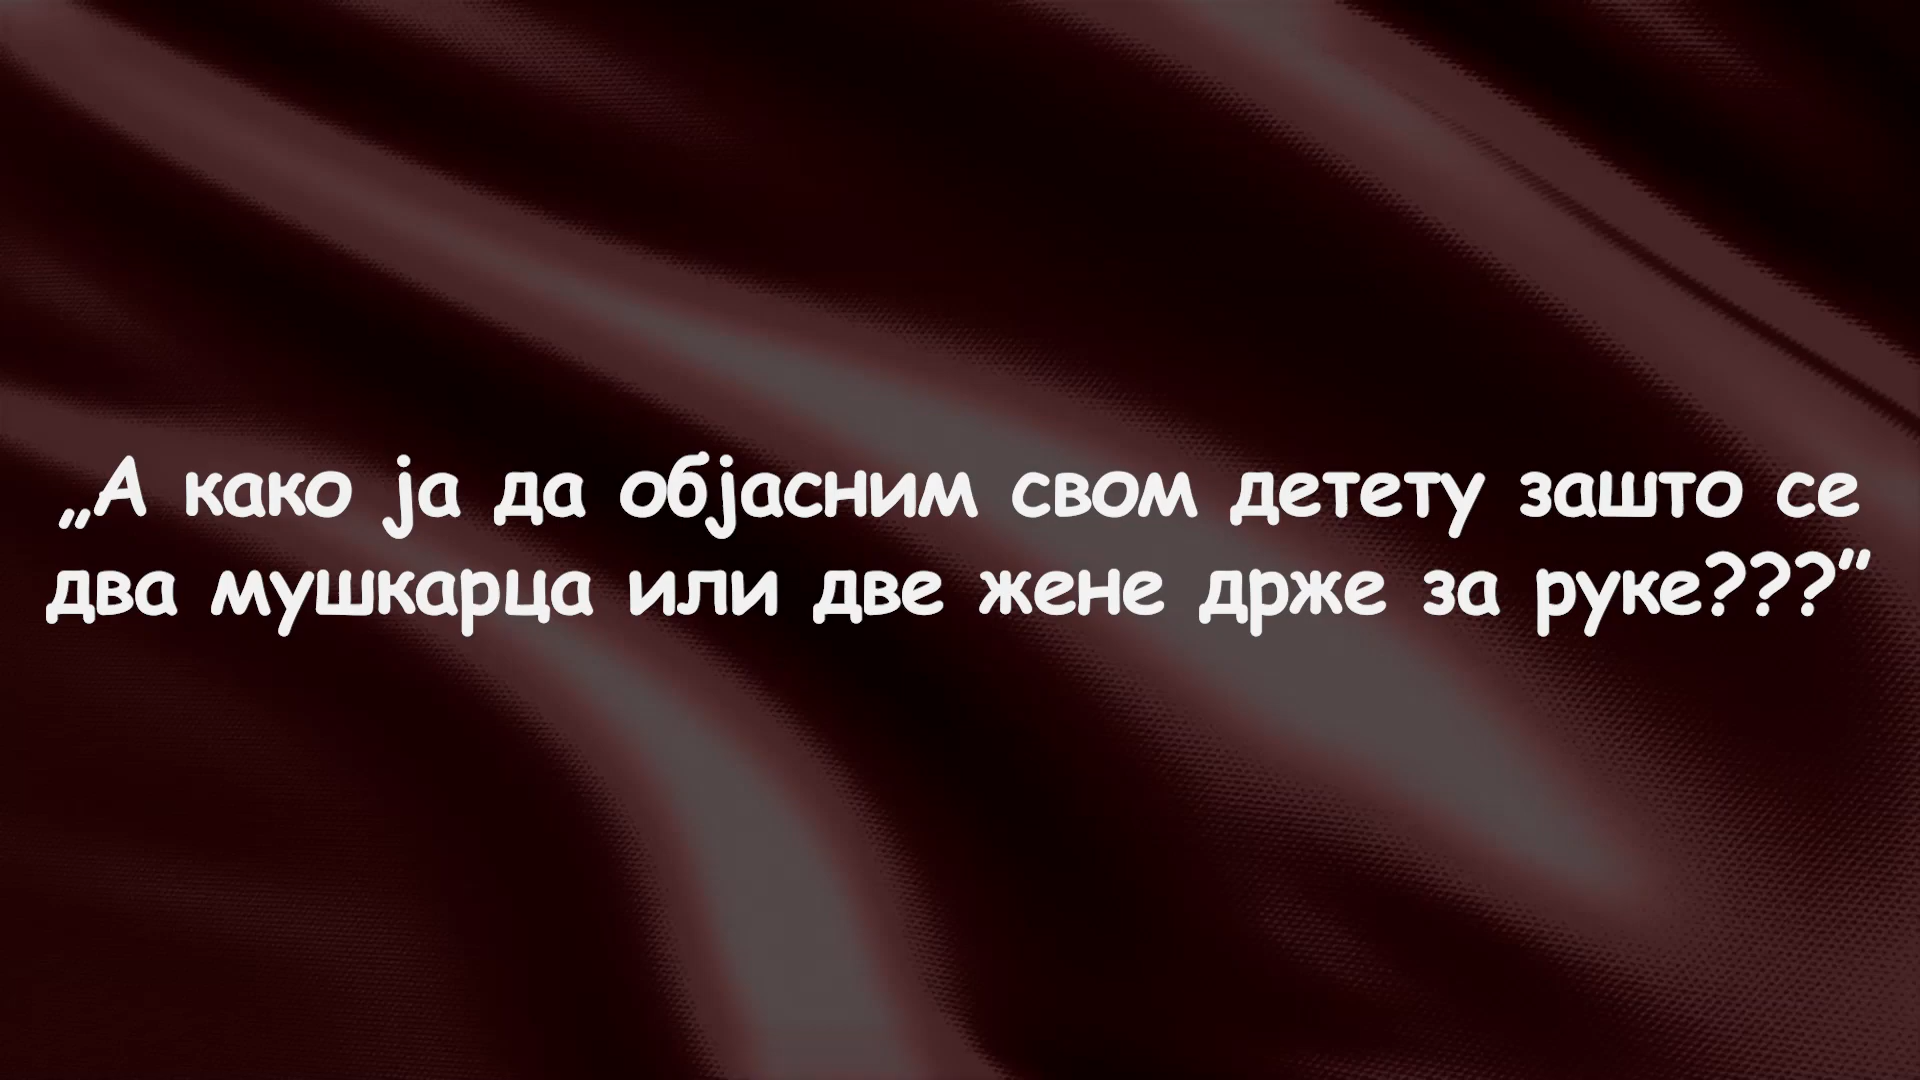 „А како ја да објасним свом детету зашто се
два мушкарца или две жене држе за руке???”